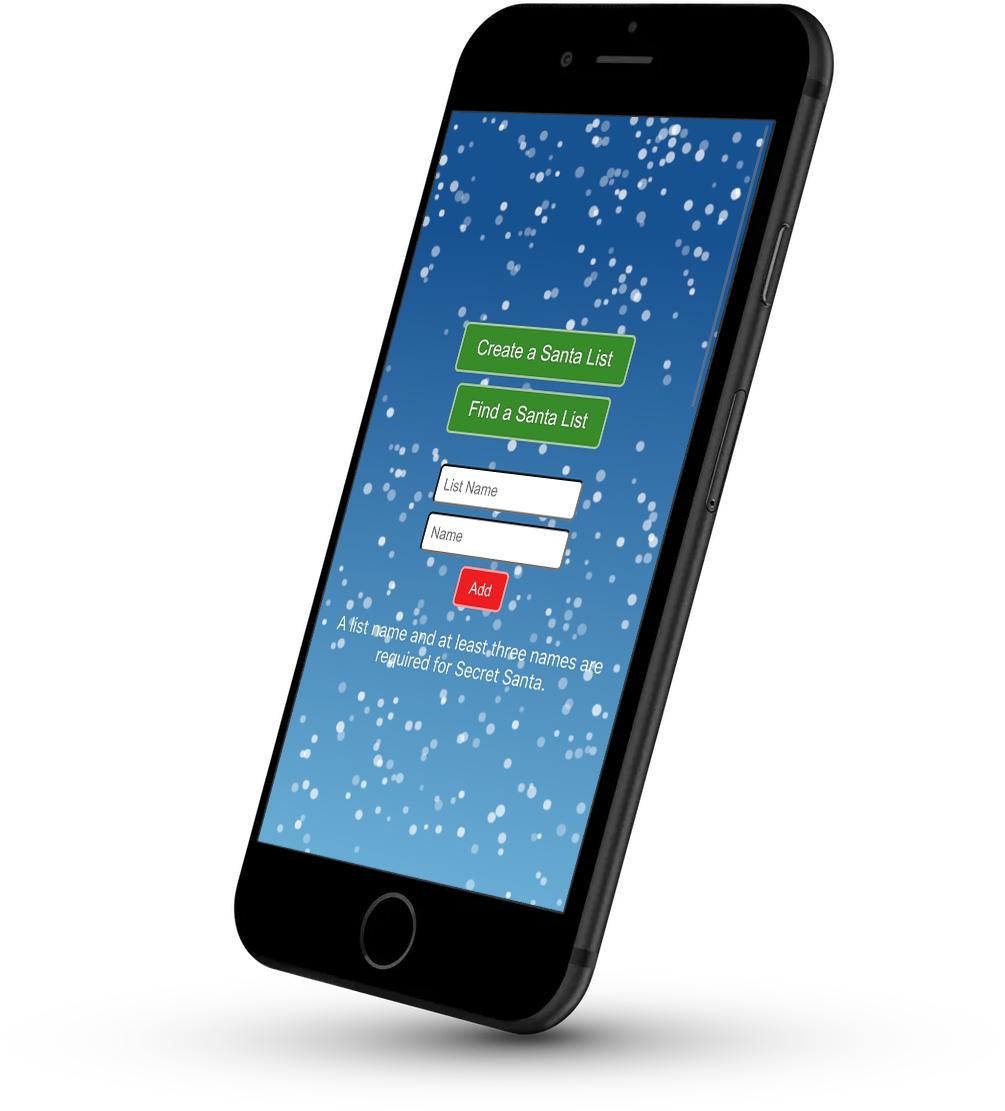 Create a Santa List
Find a Santa List
List Name
Name
Add
A list name and at least three names are
required for Secret Santa.